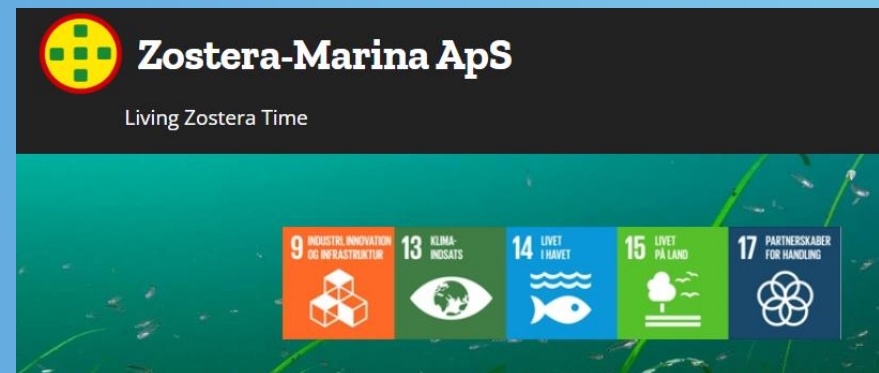 Zostera-Marina ApS
Living Zostera Time
9 INDUSTRI, INNOVATION
OG INFRASTRUKTUR
13 KLIMA-
INDSATS
14 LIVET
I HAVET
15 LIVET
PÅ LAND
17 PARTNERSKABER
FOR HANDLING